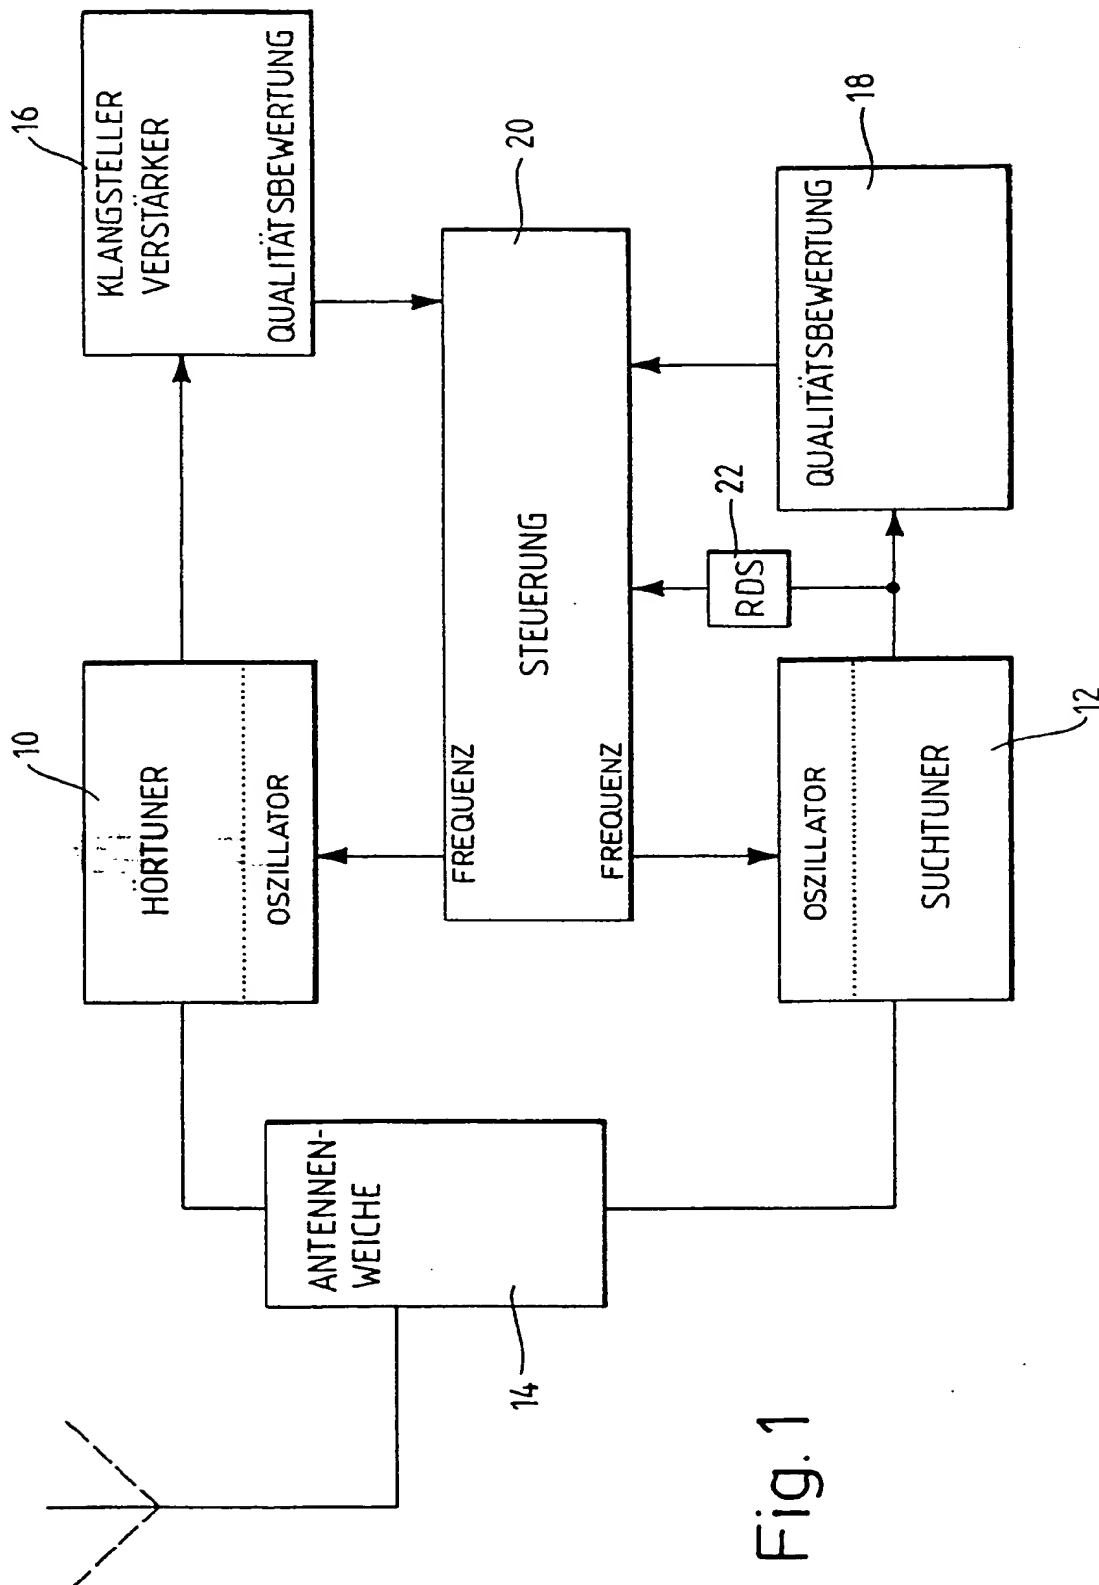 16
KLANGSTELLER
VERSTÄRKER
QUALITÄTSBEWERTUNG
10
HÖRTUNER
OSZILLATOR
20
FREQUENZ
STEUERUNG
FREQUENZ
ANTENNEN-
WEICHE
14
22
RDS
18
QUALITÄTSBEWERTUNG
OSZILLATOR
SUCHTUNER
12
Fig. 1